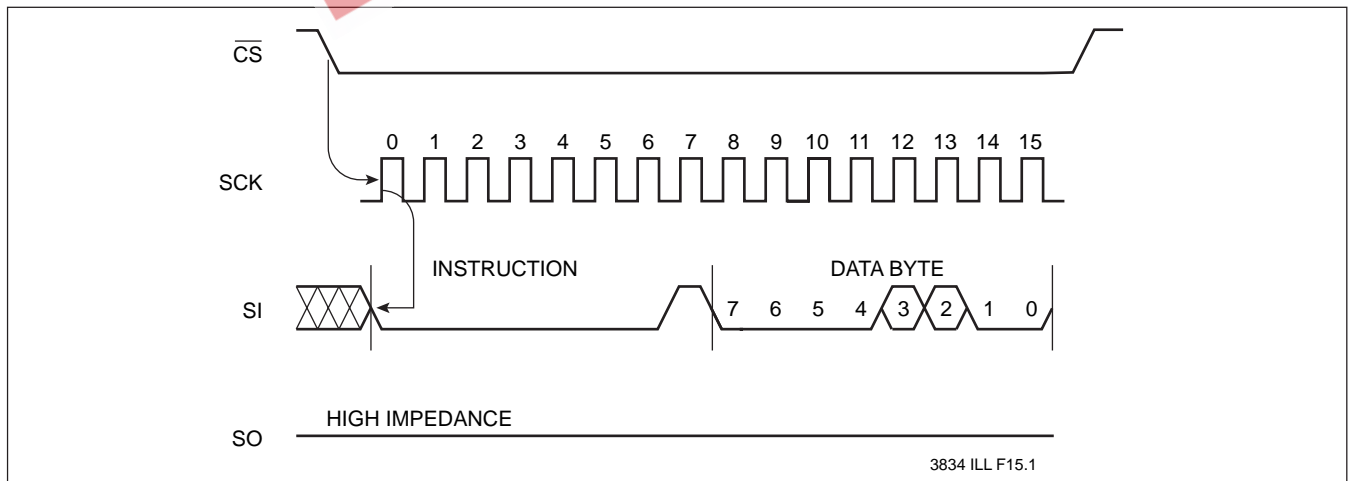 CS
0 1 2 3 4 5 6 7 8 9 10 11 12 13 14 15
SCK
INSTRUCTION DATA BYTE
SI 7 6 5 4 3 2 1 0
HIGH IMPEDANCE
SO
3834 ILL F15.1